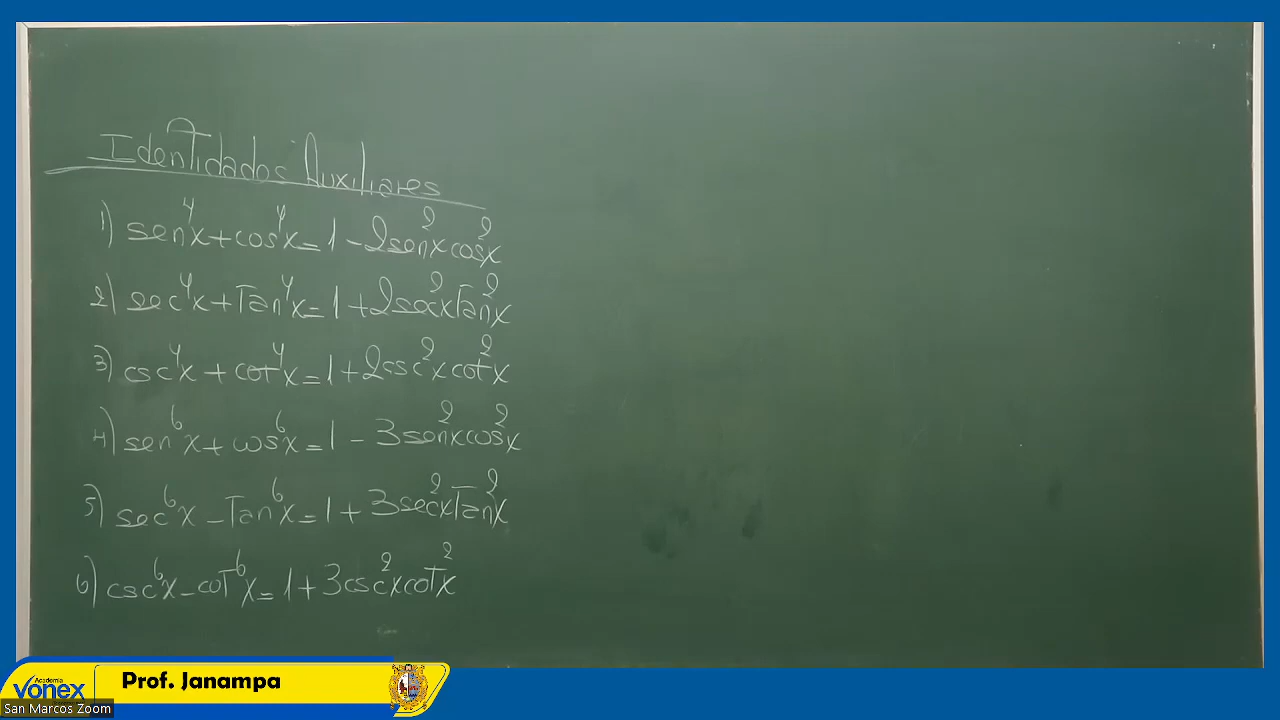 Identidades Auxiliares
1) sen⁴x + cos⁴x = 1 - 2sen²x cos²x
2) sec⁴x + Tan⁴x = 1 + 2sec²x Tan²x
3) csc⁴x + cot⁴x = 1 + 2csc²x cot²x
4) sen⁶x + cos⁶x = 1 - 3sen²x cos²x
5) sec⁶x - Tan⁶x = 1 + 3sec²x Tan²x
6) csc⁶x - cot⁶x = 1 + 3csc²x cot²x
Academia
vonex
Prof. Janampa
San Marcos Zoom